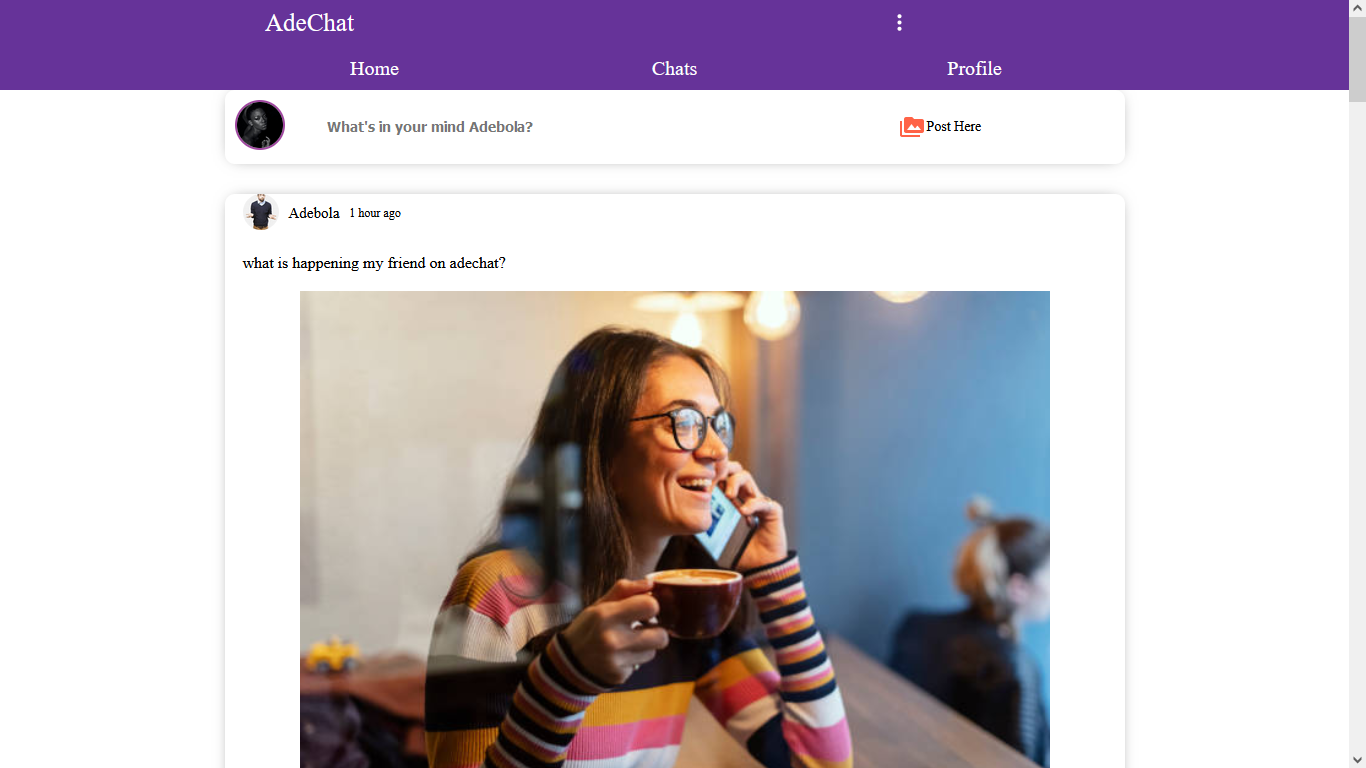 AdeChat
Home Chats Profile
What's in your mind Adebola?
Post Here
Adebola 1 hour ago
what is happening my friend on adechat?